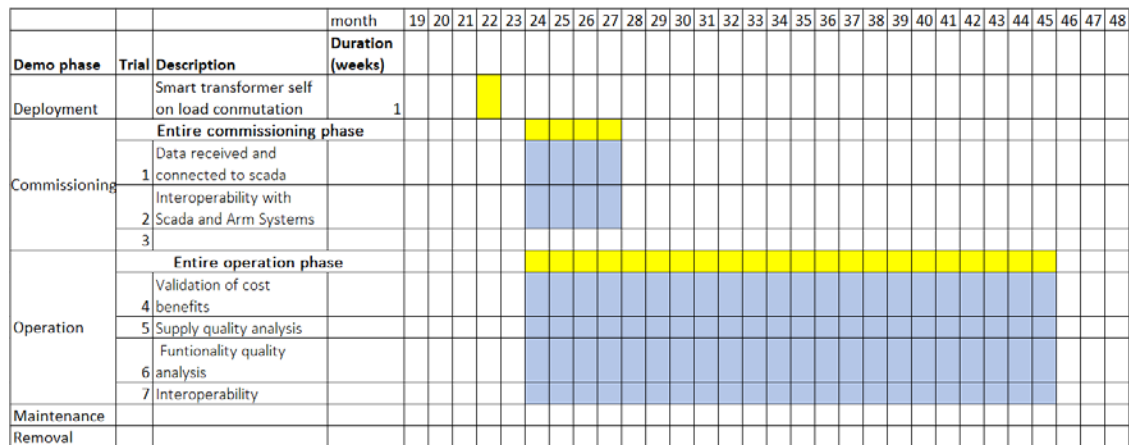 month 19 20 21 22 23 24 25 26 27 28 29 30 31 32 33 34 35 36 37 38 39 40 41 42 43 44 45 46 47 48
Duration
Demo phase Trial Description (weeks)
Smart transformer self
Deployment on load conmutation 1
Entire commissioning phase
Data received and
1 connected to scada
Commissioning
Interoperability with
2 Scada and Arm Systems
3
Entire operation phase
Validation of cost
4 benefits
Operation 5 Supply quality analysis
Funtionality quality
6 analysis
7 Interoperability
Maintenance
Removal